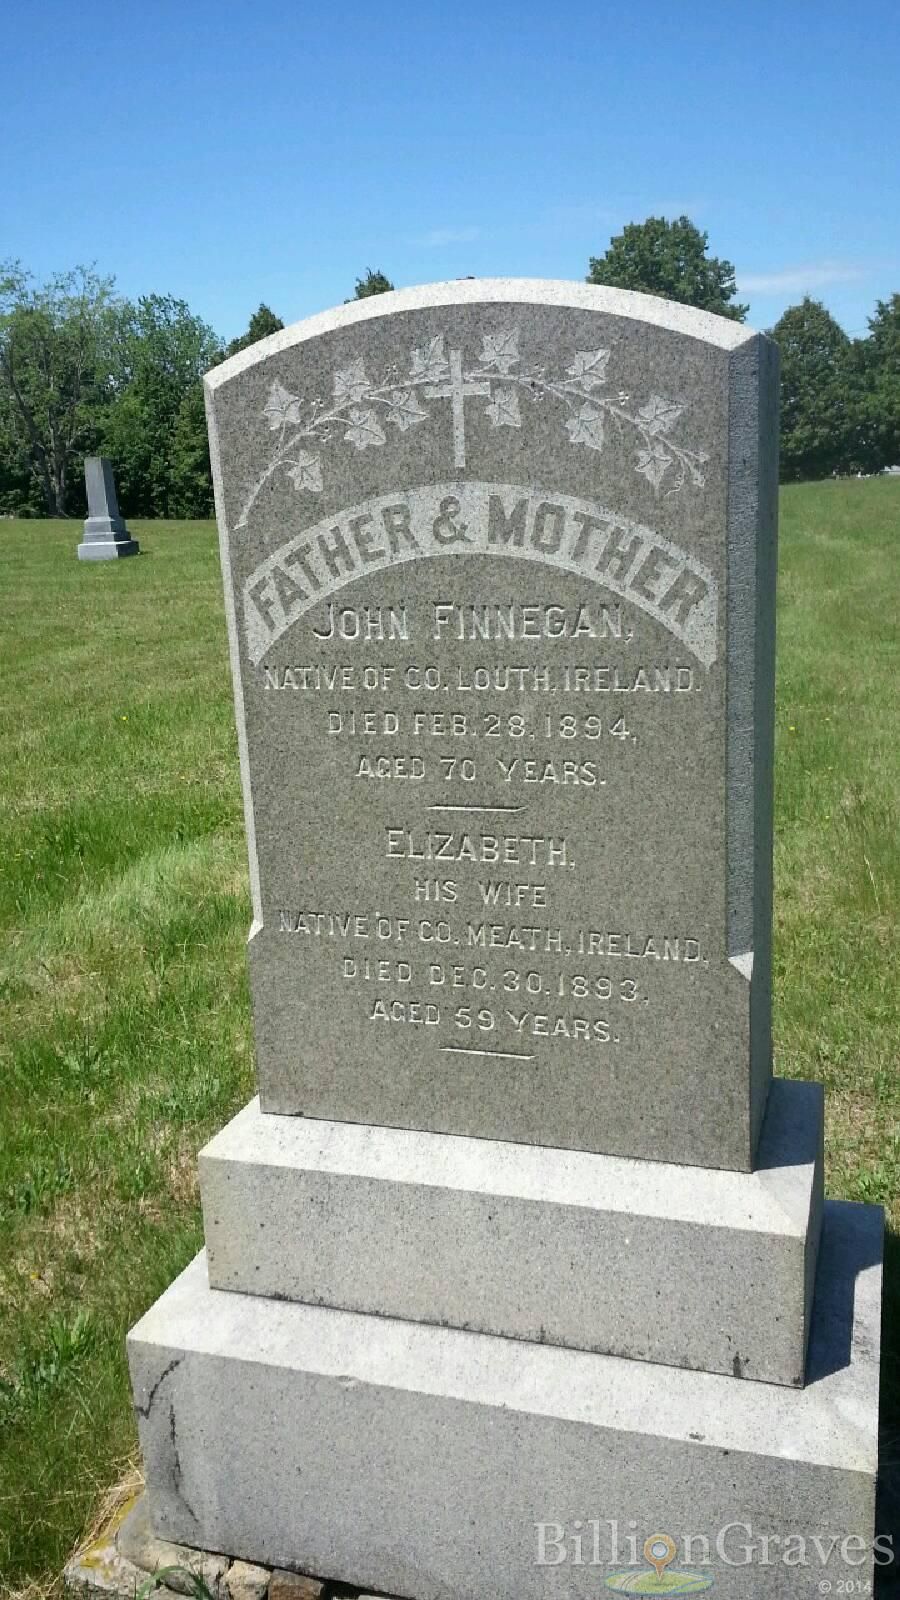 FATHER & MOTHER
JOHN FINNEGAN,
NATIVE OF CO. LOUTH, IRELAND.
DIED FEB. 28, 1894,
AGED 70 YEARS.
ELIZABETH,
HIS WIFE
NATIVE OF CO. MEATH, IRELAND.
DIED DEC. 30, 1893,
AGED 59 YEARS.
BillionGraves
© 2014